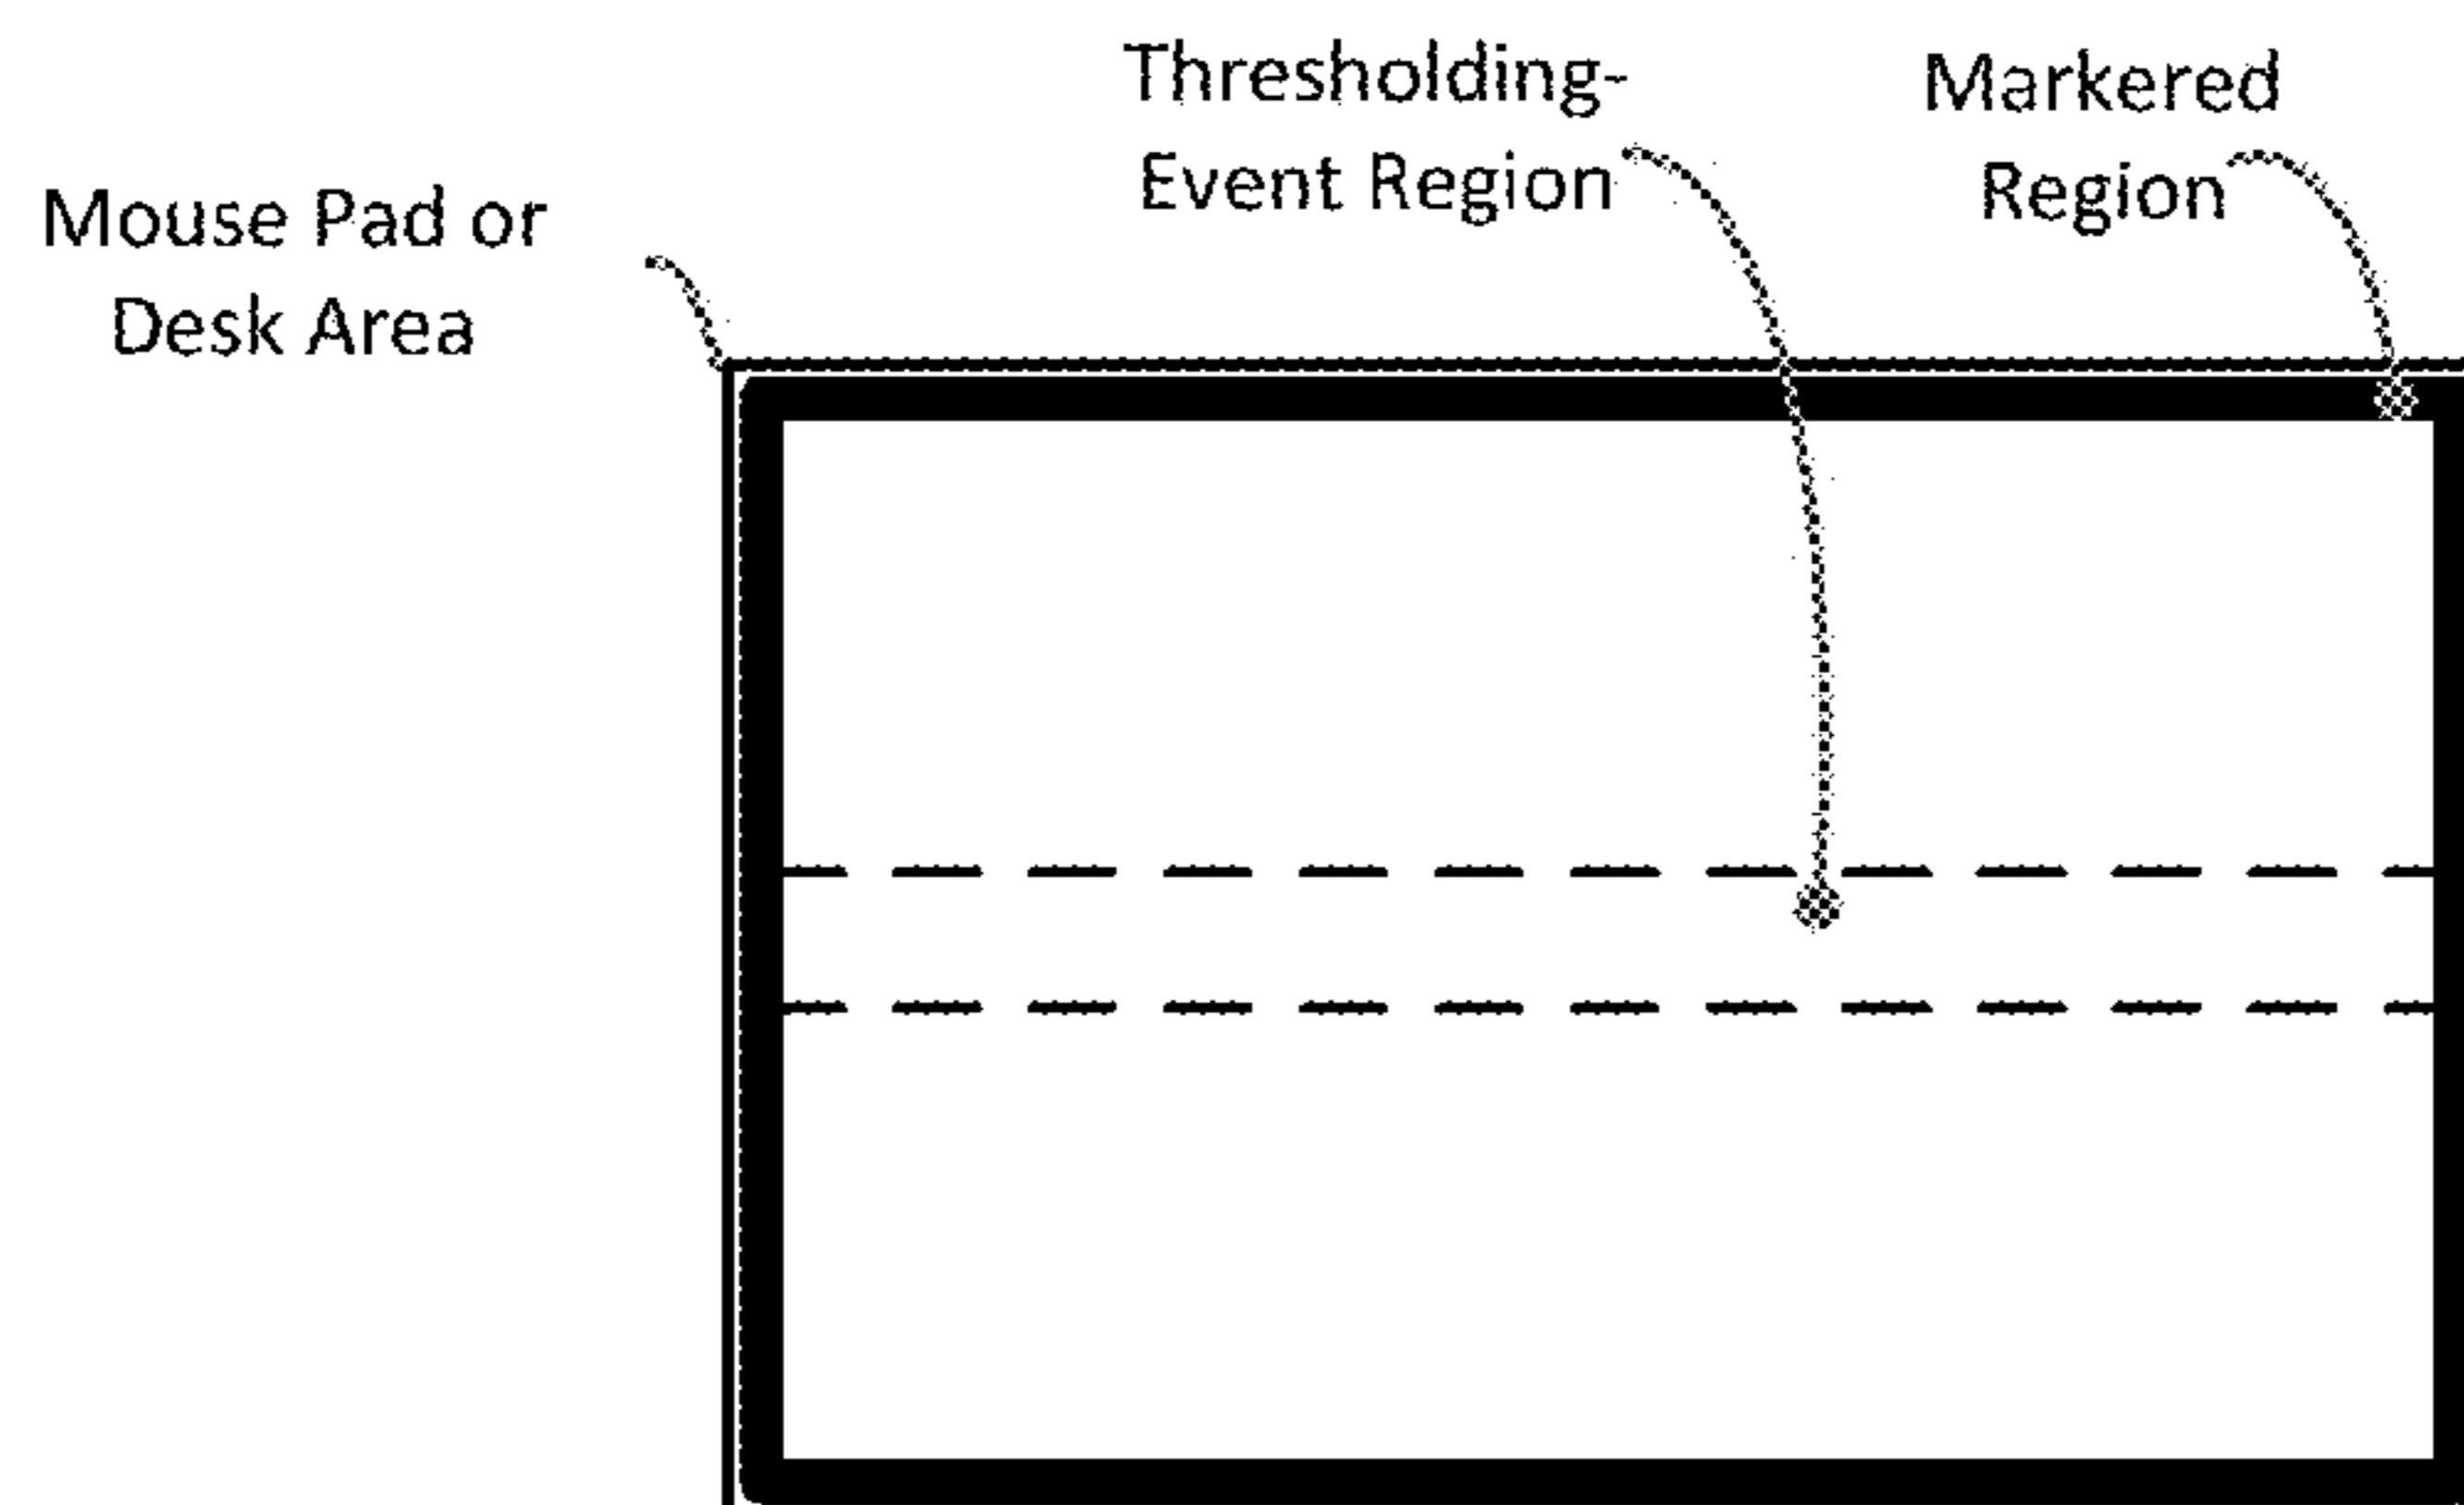 Thresholding-
Event Region
Markered
Region
Mouse Pad or
Desk Area